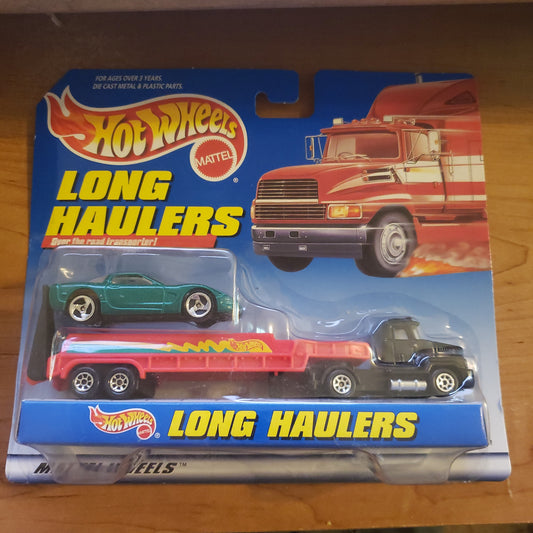 FOR AGES OVER 3 YEARS.
DIE CAST METAL & PLASTIC PARTS.
HOT WHEELS
MATTEL
LONG
HAULERS
Over the road transporter!
HOT WHEELS
LONG HAULERS
WHEELS™